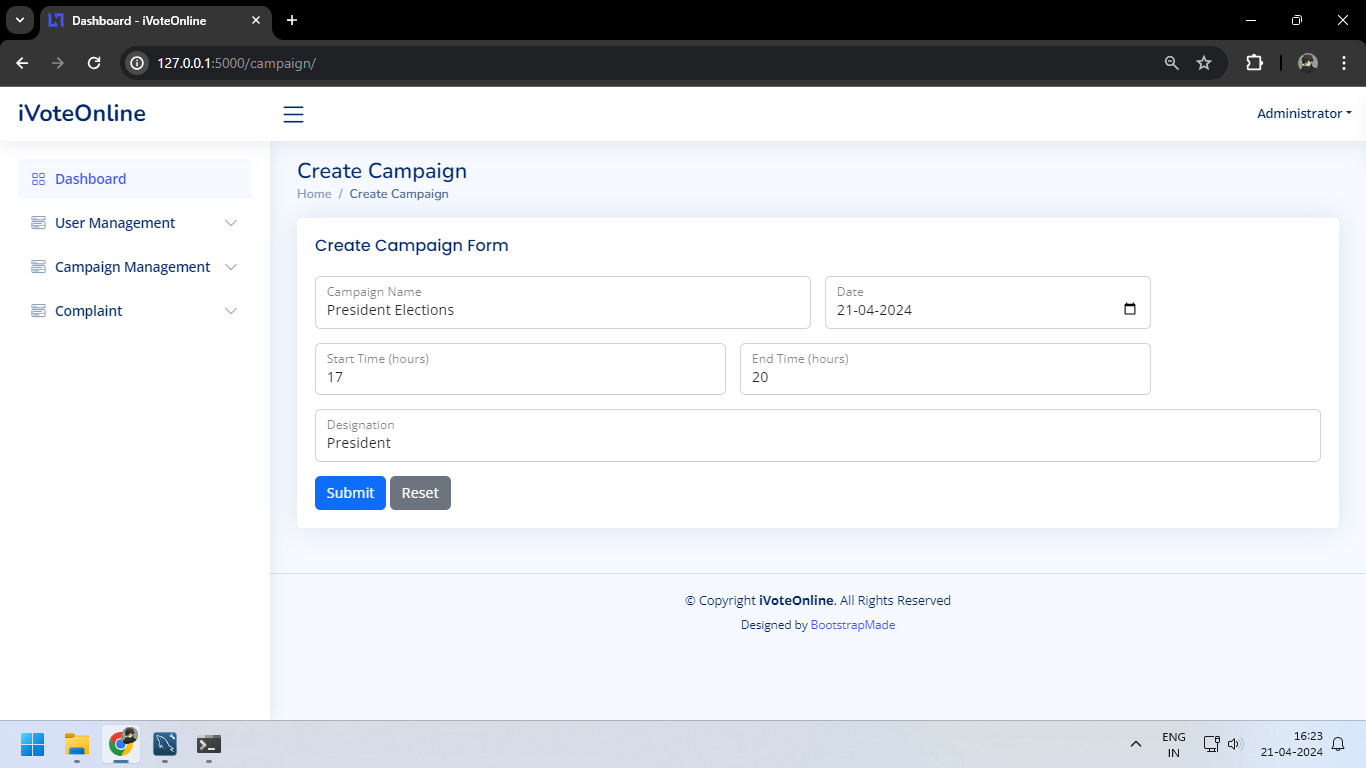 Dashboard - iVoteOnline
127.0.0.1:5000/campaign/
iVoteOnline
Administrator
Dashboard
User Management
Campaign Management
Complaint
Create Campaign
Home / Create Campaign
Create Campaign Form
Campaign Name
President Elections
Date
21-04-2024
Start Time (hours)
17
End Time (hours)
20
Designation
President
Submit Reset
© Copyright iVoteOnline. All Rights Reserved
Designed by BootstrapMade
ENG
IN
16:23
21-04-2024